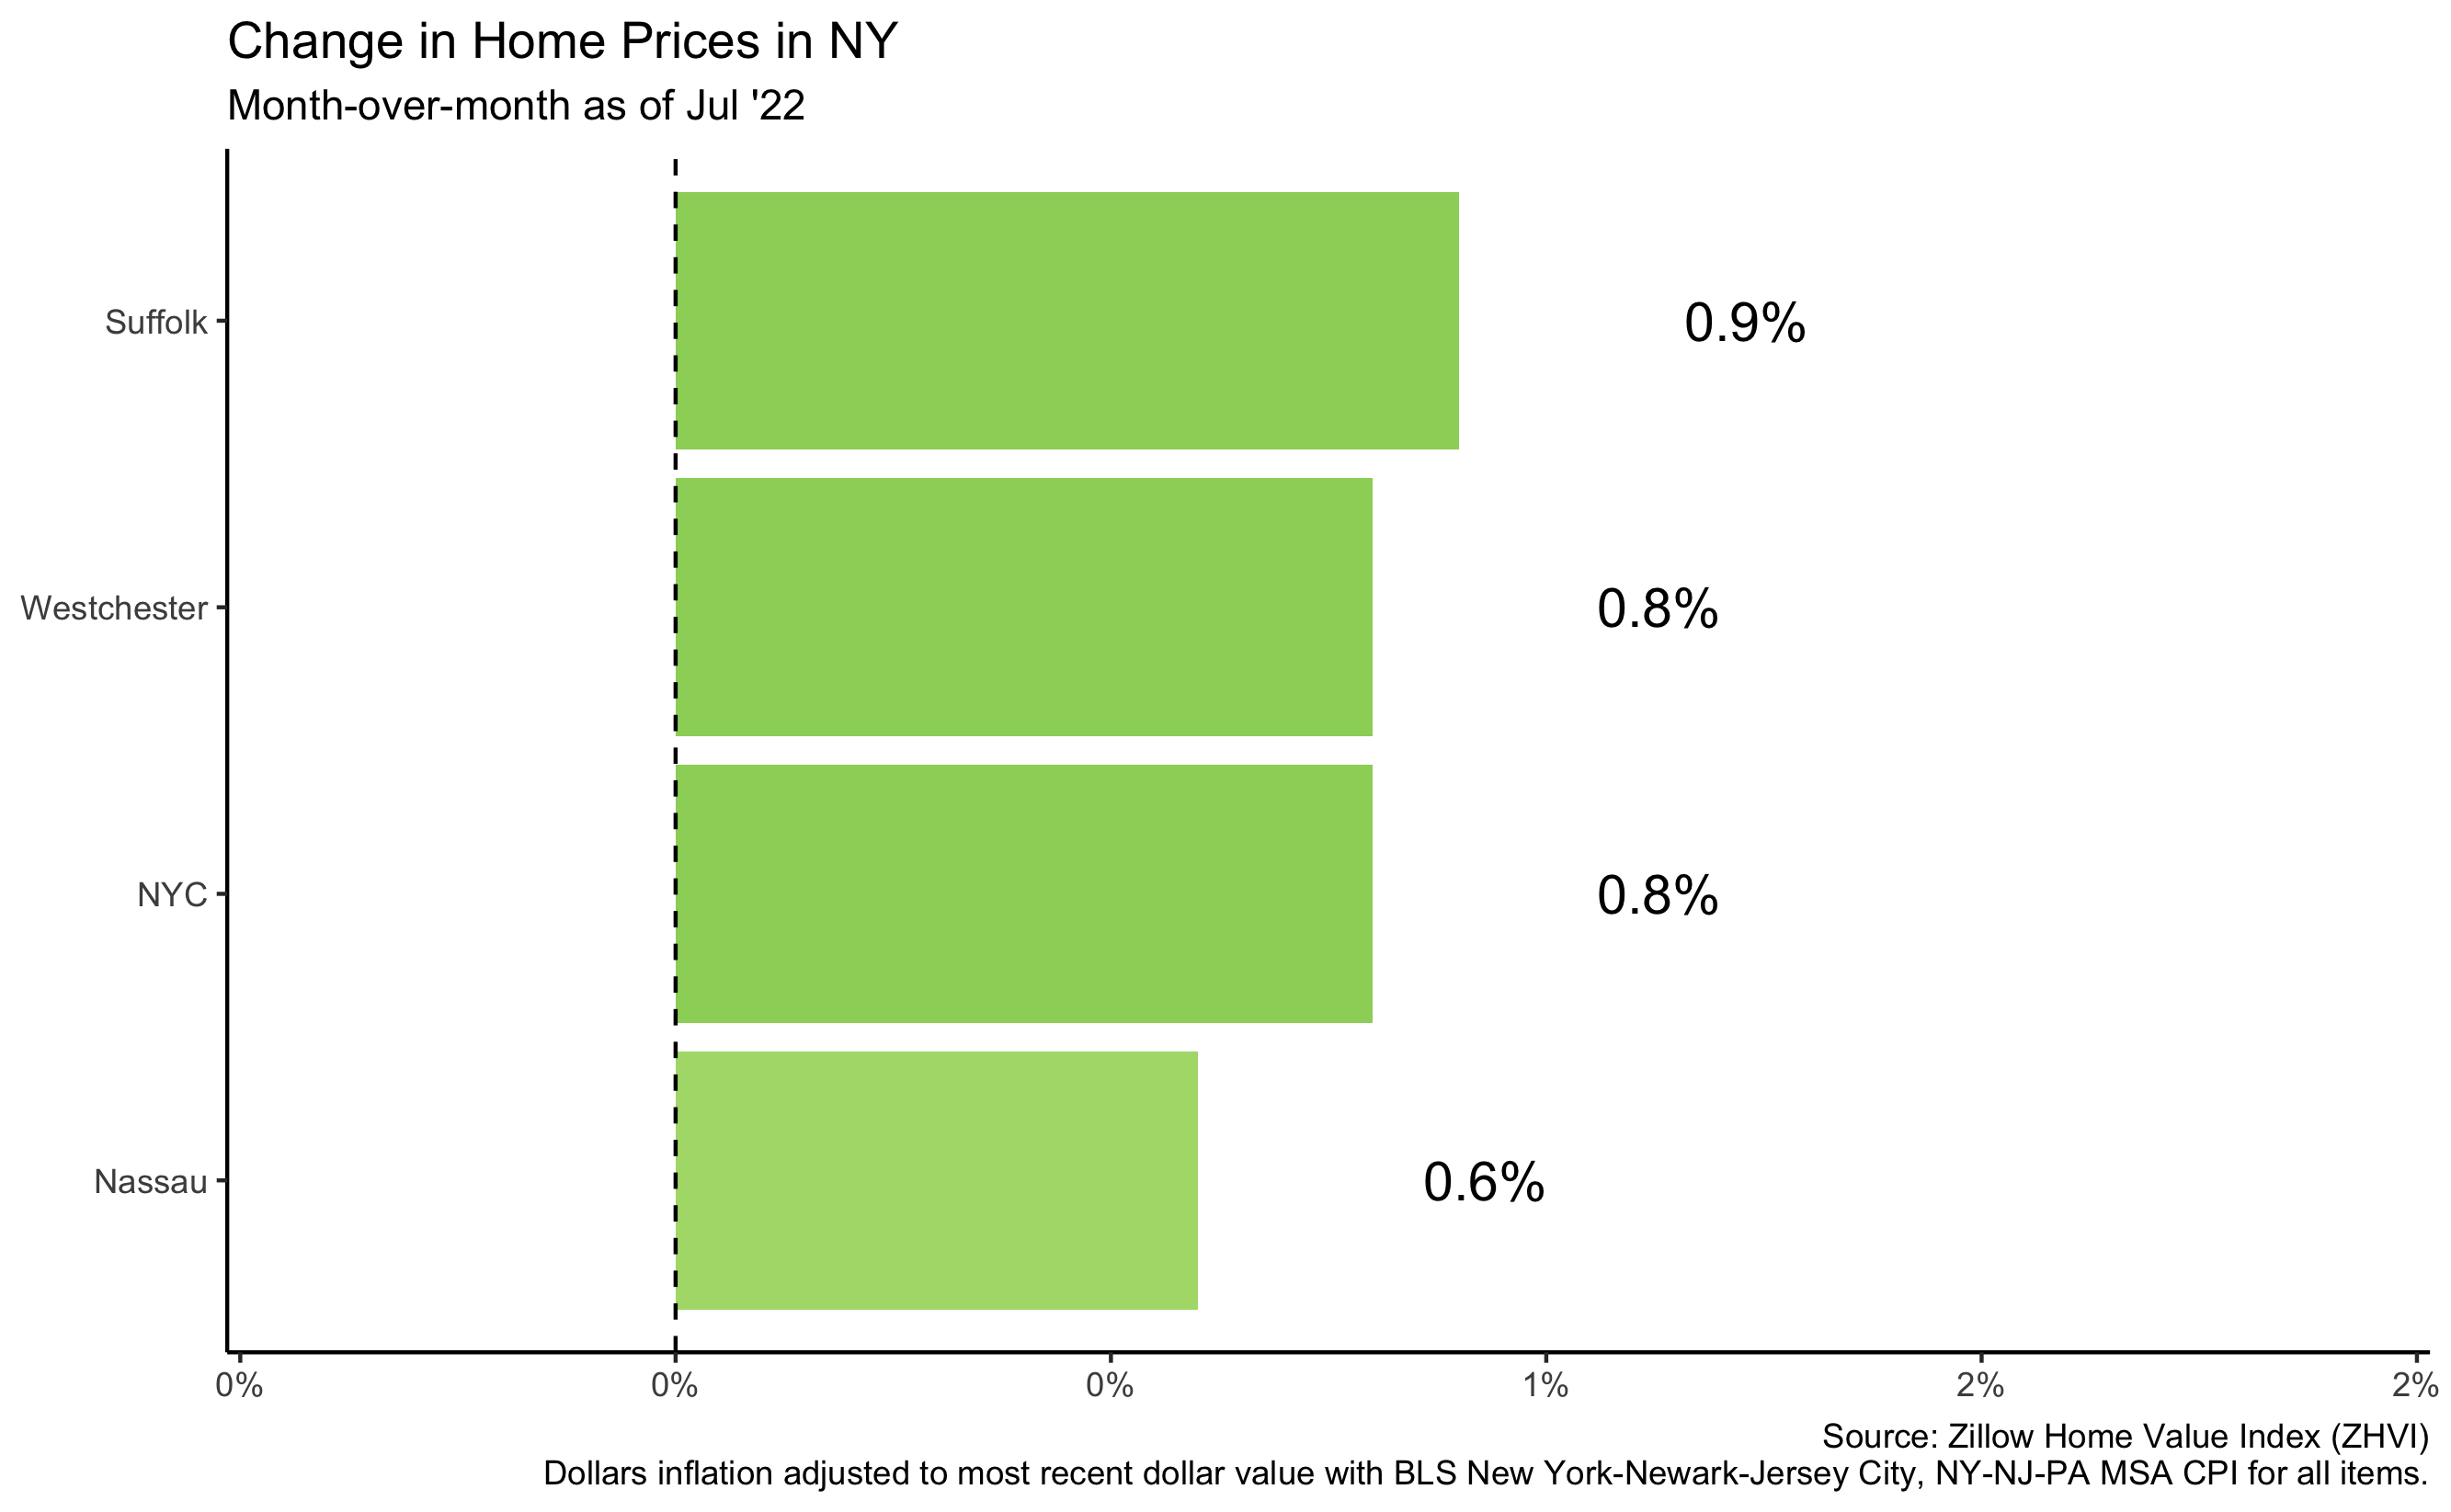 Change in Home Prices in NY
Month-over-month as of Jul '22
Suffolk
0.9%
Westchester
0.8%
NYC
0.8%
Nassau
0.6%
0% 0% 0% 1% 2% 2%
Source: Zillow Home Value Index (ZHVI)
Dollars inflation adjusted to most recent dollar value with BLS New York-Newark-Jersey City, NY-NJ-PA MSA CPI for all items.